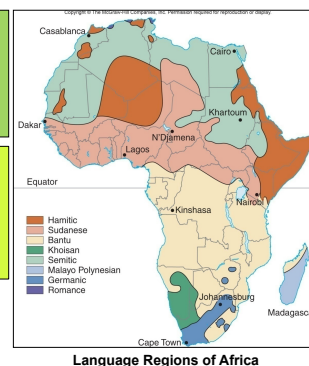 Copyright © The McGraw-Hill Companies, Inc. Permission required for reproduction or display.
Casablanca
Cairo
Khartoum
Dakar
N'Djamena
Lagos
Equator
Nairobi
Kinshasa
Hamitic
Sudanese
Bantu
Khoisan
Semitic
Malayo Polynesian
Germanic
Romance
Johannesburg
Madagasc
Cape Town
Language Regions of Africa